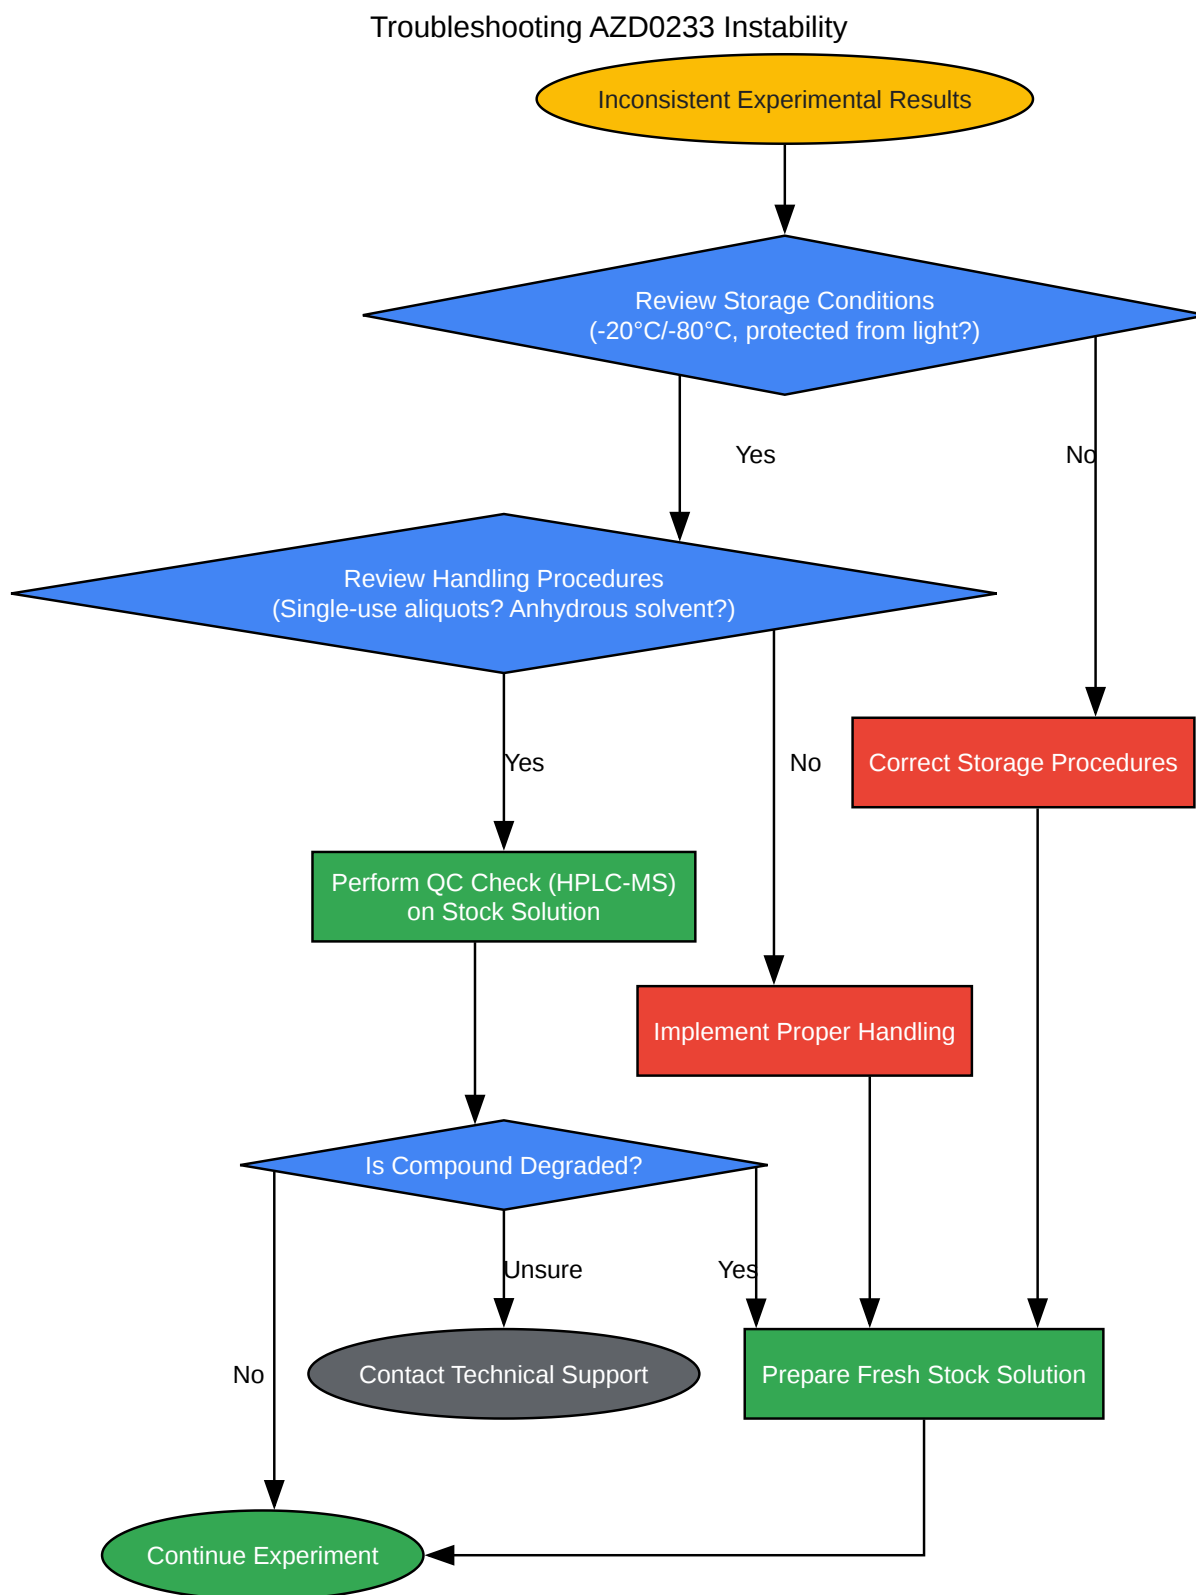 Troubleshooting AZD0233 Instability
Inconsistent Experimental Results
Review Storage Conditions
(-20°C/-80°C, protected from light?)
Yes
No
Review Handling Procedures
(Single-use aliquots? Anhydrous solvent?)
Yes
No
Correct Storage Procedures
Perform QC Check (HPLC-MS)
on Stock Solution
Implement Proper Handling
Is Compound Degraded?
Unsure
Yes
No
Contact Technical Support
Prepare Fresh Stock Solution
Continue Experiment